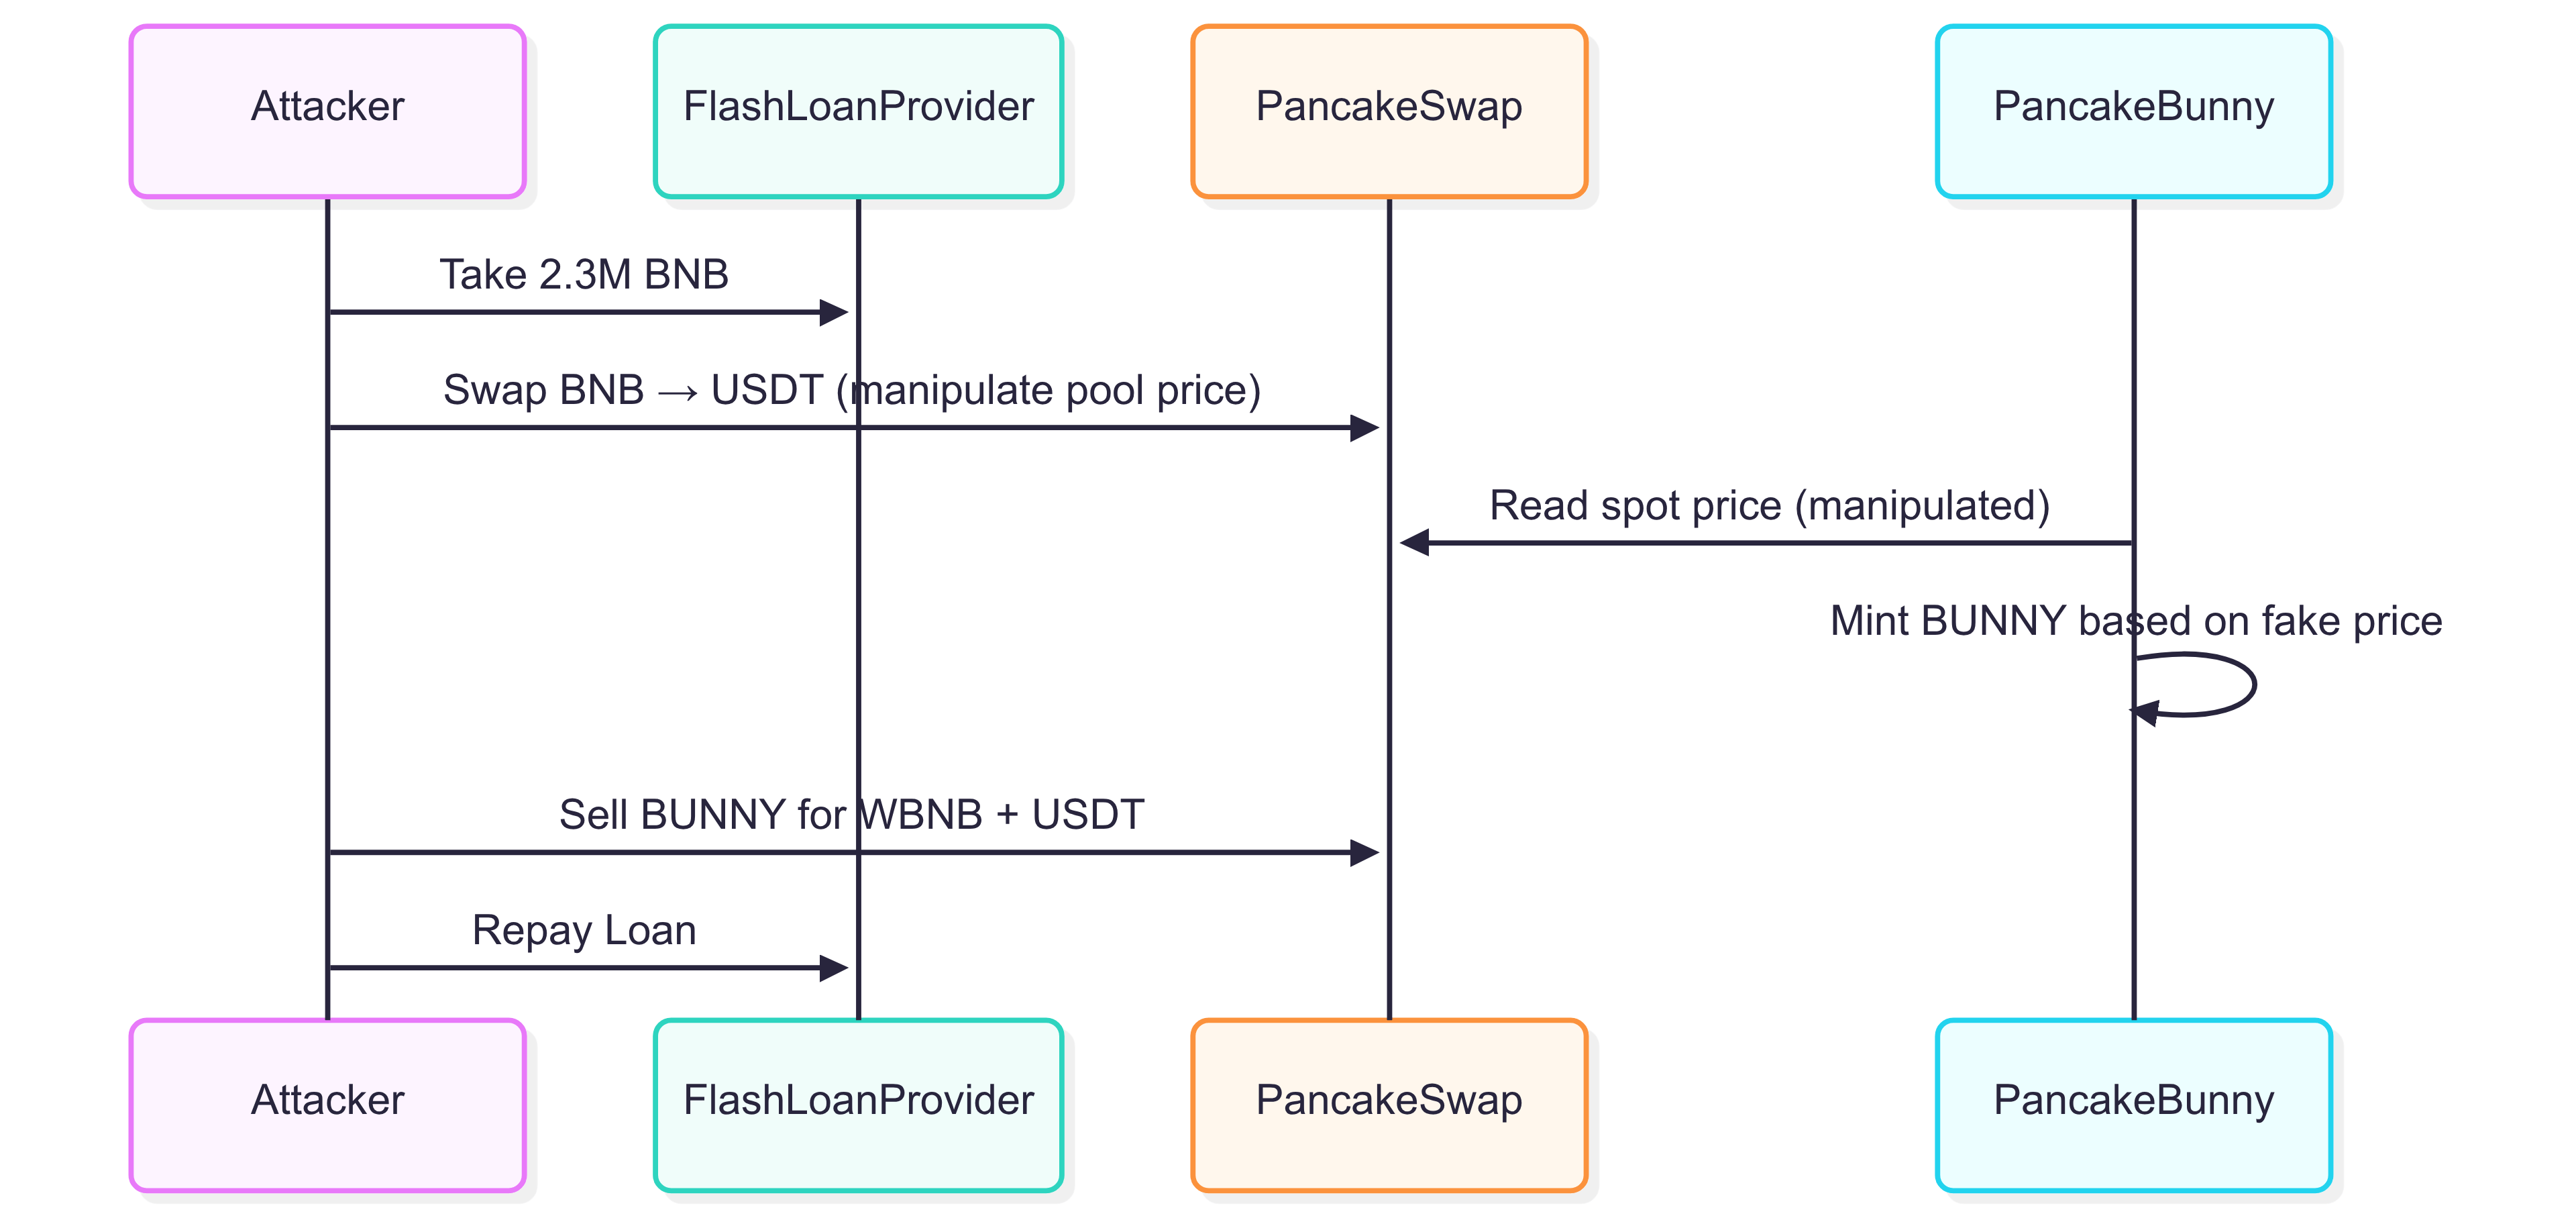 Attacker
FlashLoanProvider
PancakeSwap
PancakeBunny
Take 2.3M BNB
Swap BNB → USDT (manipulate pool price)
Read spot price (manipulated)
Mint BUNNY based on fake price
Sell BUNNY for WBNB + USDT
Repay Loan
Attacker
FlashLoanProvider
PancakeSwap
PancakeBunny